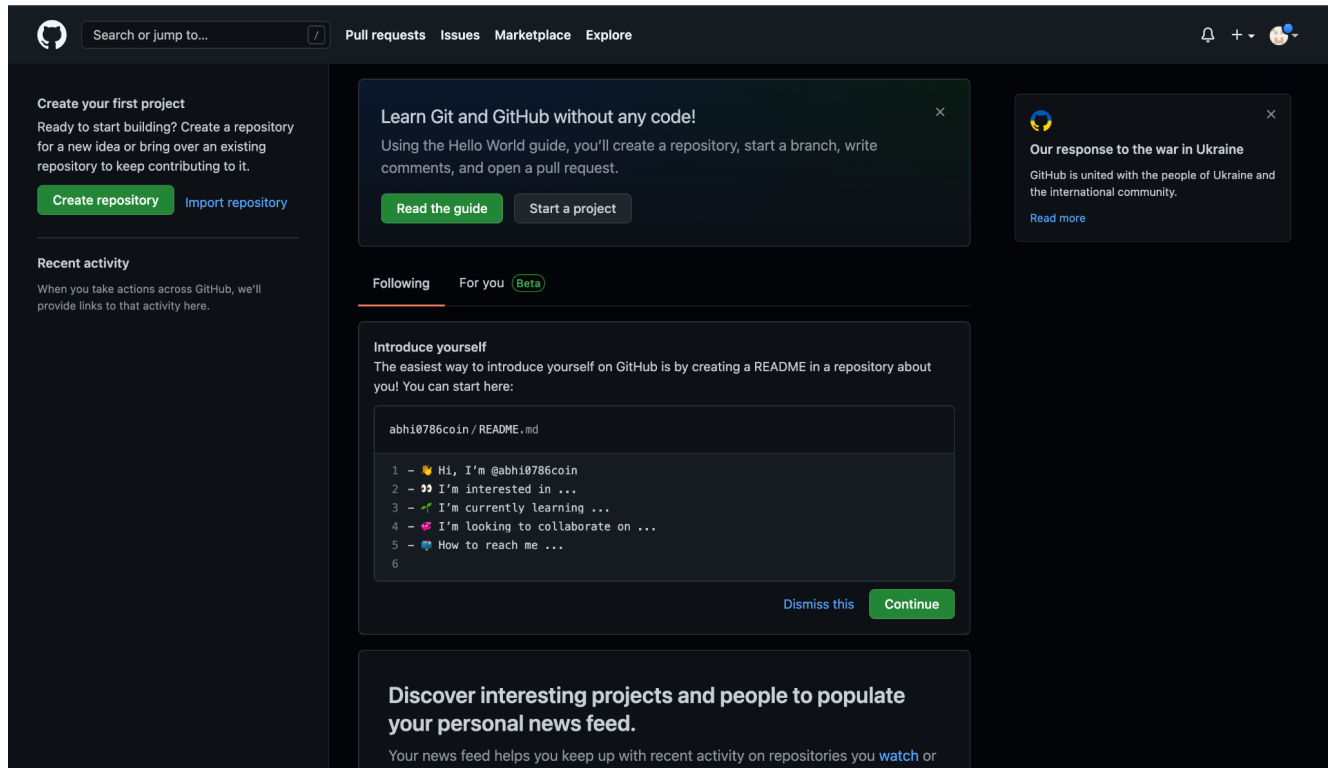 Search or jump to...
/
Pull requests Issues Marketplace Explore
Create your first project
Ready to start building? Create a repository
for a new idea or bring over an existing
repository to keep contributing to it.
Create repository Import repository
Recent activity
When you take actions across GitHub, we'll
provide links to that activity here.
Learn Git and GitHub without any code!
Using the Hello World guide, you'll create a repository, start a branch, write
comments, and open a pull request.
Read the guide Start a project
Following For you Beta
Introduce yourself
The easiest way to introduce yourself on GitHub is by creating a README in a repository about
you! You can start here:
abhi0786coin/README.md
1 - 👋 Hi, I'm @abhi0786coin
2 - 👀 I'm interested in ...
3 - 🌱 I'm currently learning ...
4 - 💞️ I'm looking to collaborate on ...
5 - 📫 How to reach me ...
6
Dismiss this Continue
Discover interesting projects and people to populate
your personal news feed.
Your news feed helps you keep up with recent activity on repositories you watch or
Our response to the war in Ukraine
GitHub is united with the people of Ukraine and
the international community.
Read more